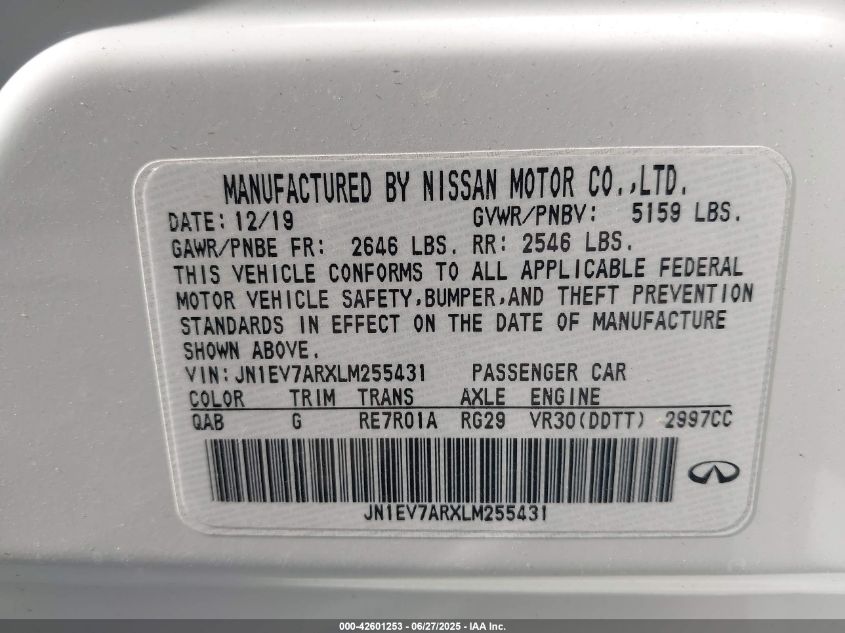 MANUFACTURED BY NISSAN MOTOR CO.,LTD.
DATE: 12/19 GVWR/PNBV: 5159 LBS.
GAWR/PNBE FR: 2646 LBS. RR: 2546 LBS.
THIS VEHICLE CONFORMS TO ALL APPLICABLE FEDERAL
MOTOR VEHICLE SAFETY,BUMPER,AND THEFT PREVENTION
STANDARDS IN EFFECT ON THE DATE OF MANUFACTURE
SHOWN ABOVE.
VIN: JN1EV7ARXLM255431 PASSENGER CAR
COLOR TRIM TRANS AXLE ENGINE
QAB G RE7R01A RG29 VR30(DDTT) 2997CC
JN1EV7ARXLM255431
000-42601253 | 06/27/2025 - IAA Inc.